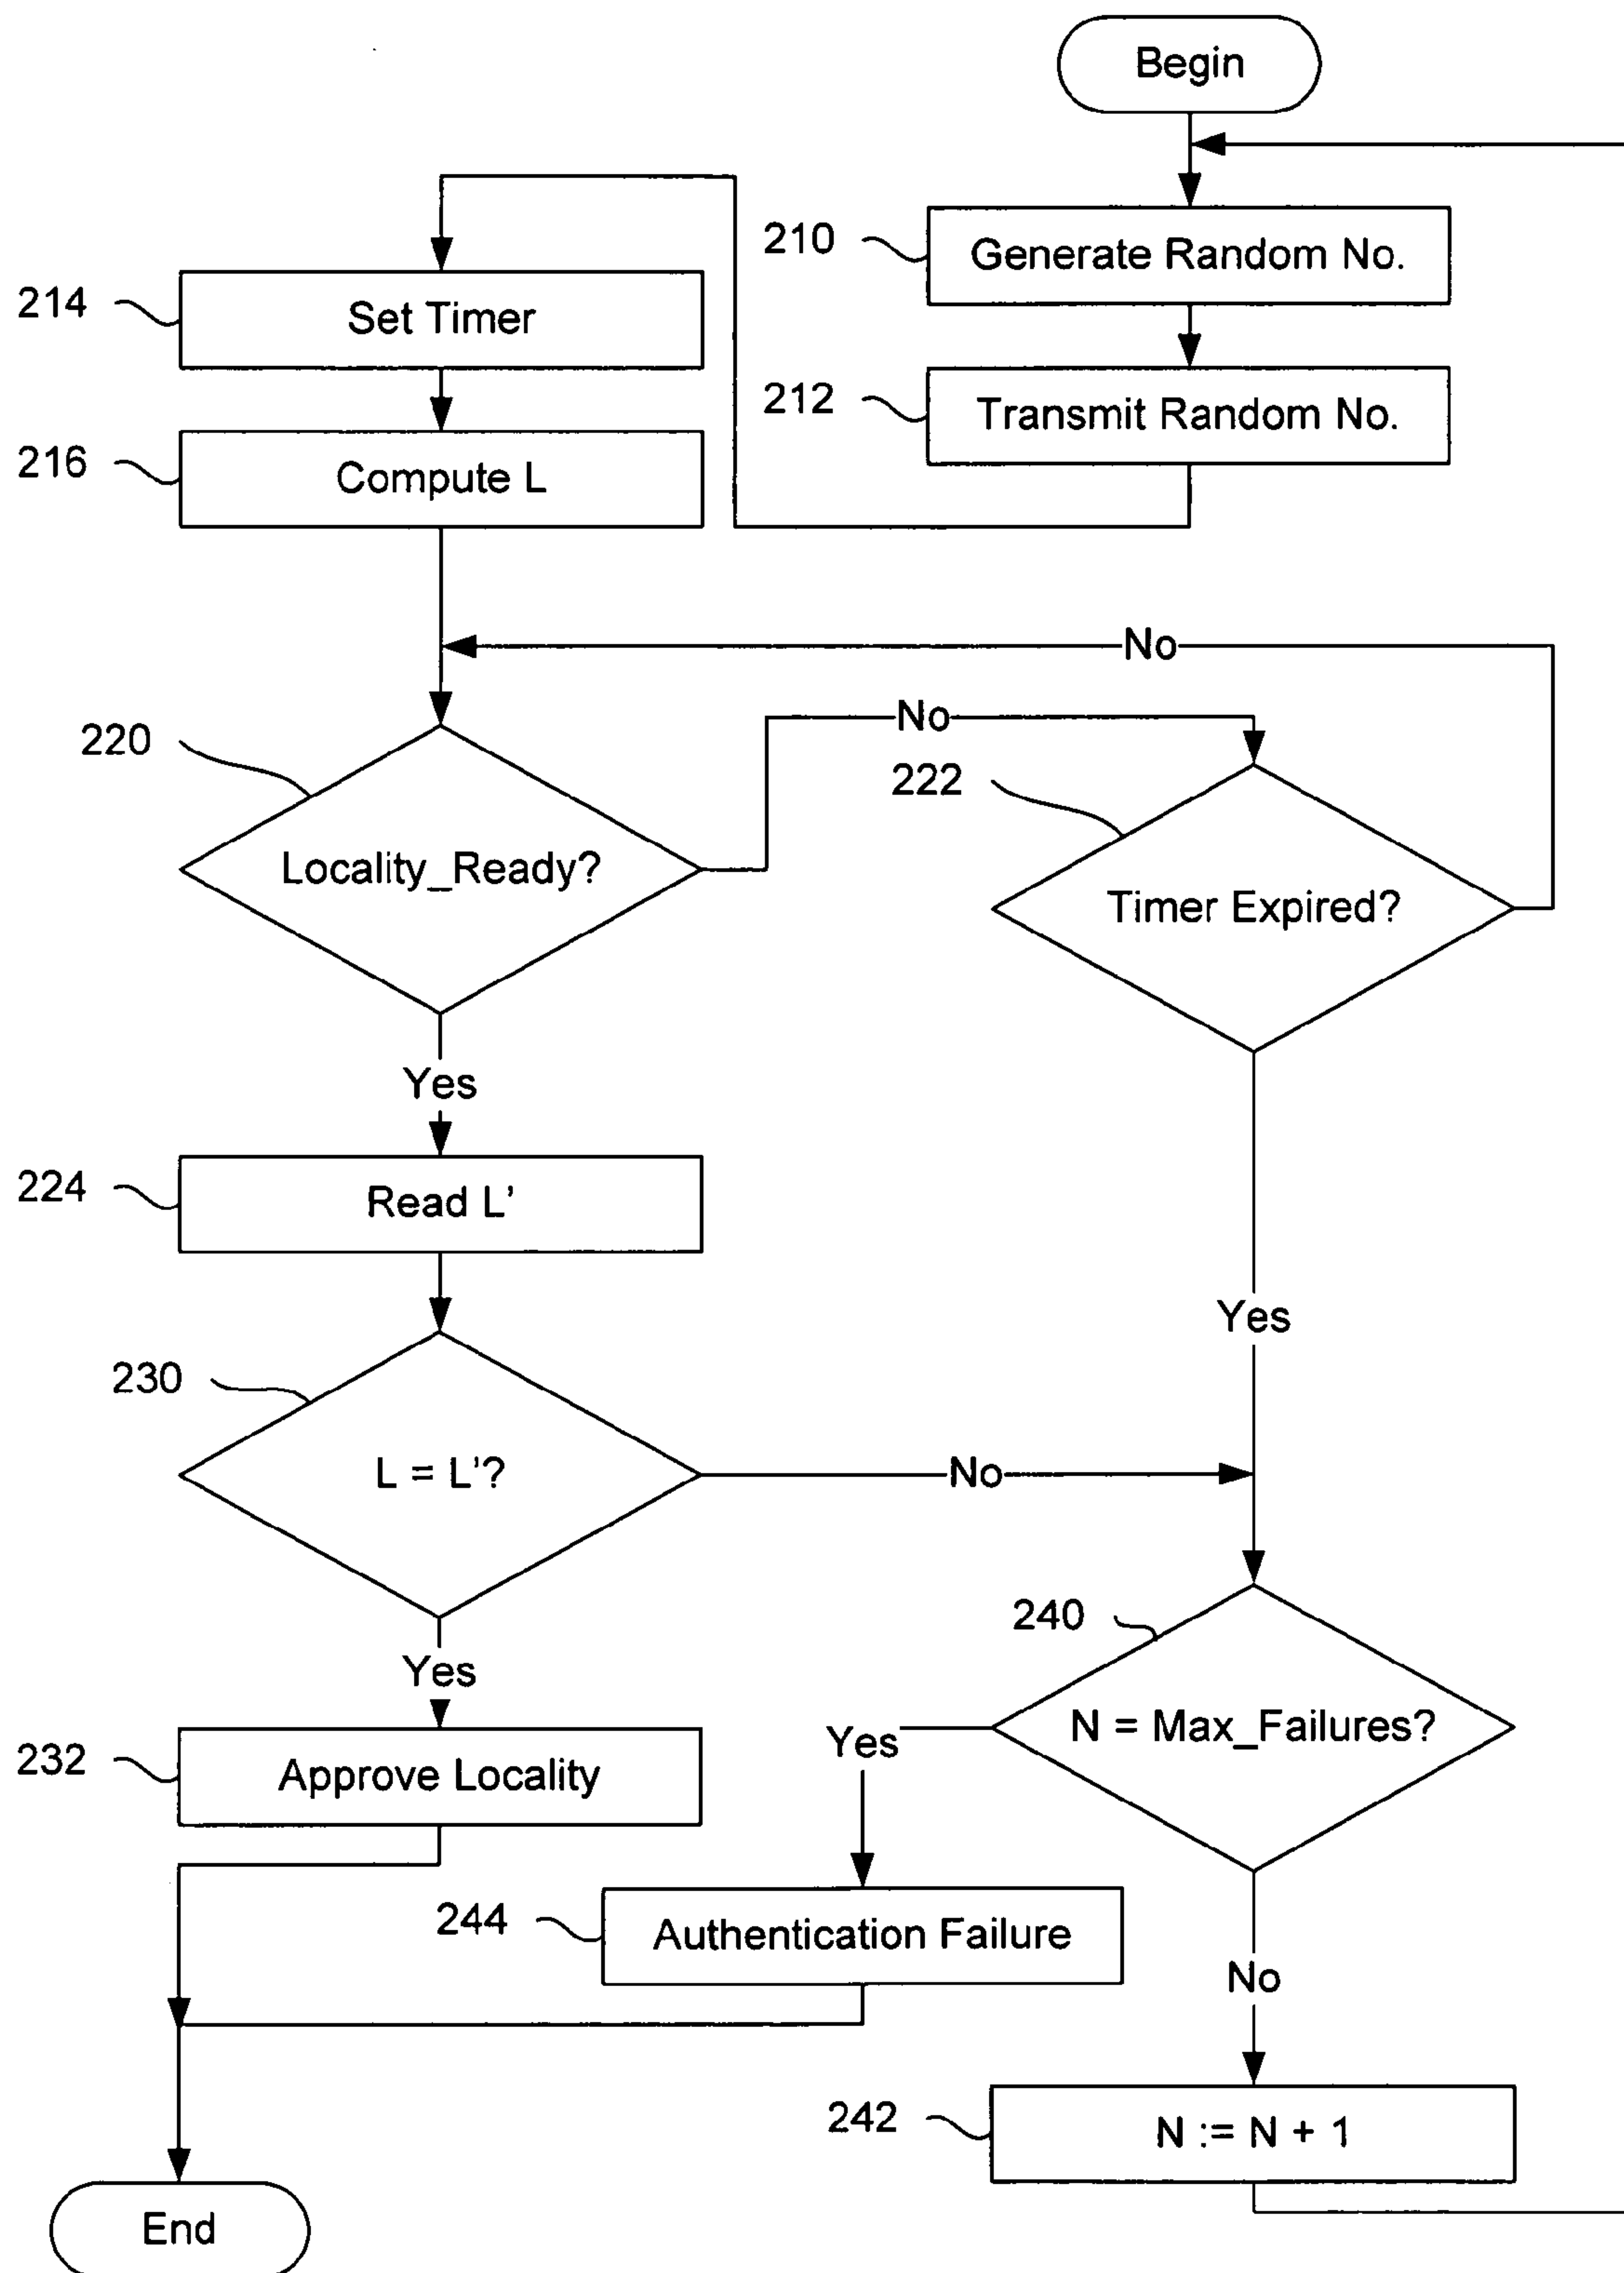 Begin
210
Generate Random No.
212
Transmit Random No.
214
Set Timer
216
Compute L
No
220
Locality_Ready?
No
222
Timer Expired?
Yes
Yes
224
Read L'
230
L = L'?
No
Yes
232
Approve Locality
240
N = Max_Failures?
Yes
244
Authentication Failure
No
242
N := N + 1
End